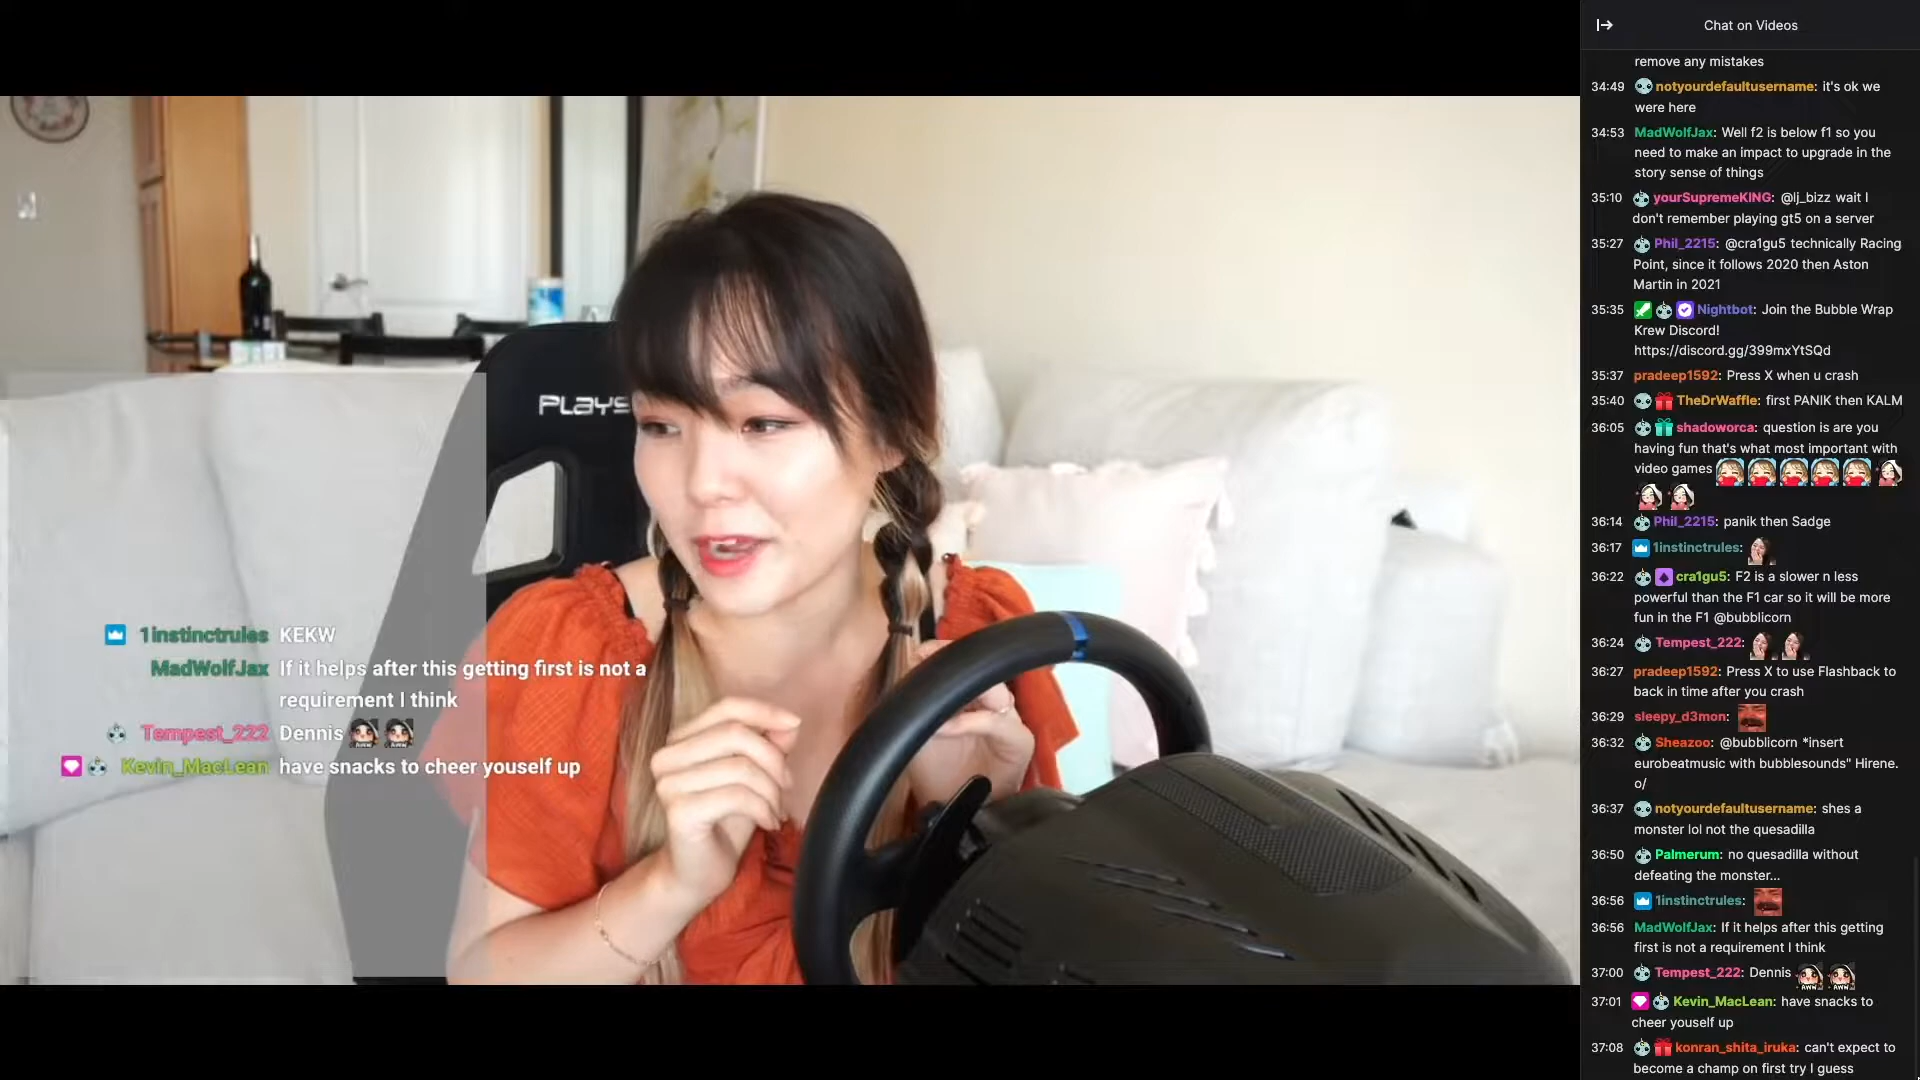 Chat on Videos
remove any mistakes
34:49 notyourdefaultusername: it's ok we
were here
34:53 MadWolfJax: Well f2 is below f1 so you
need to make an impact to upgrade in the
story sense of things
35:10 yourSupremeKING: @lj_bizz wait I
don't remember playing gt5 on a server
35:27 Phil_2215: @cra1gu5 technically Racing
Point, since it follows 2020 then Aston
Martin in 2021
35:35 Nightbot: Join the Bubble Wrap
Krew Discord!
https://discord.gg/399mxYtSQd
35:37 pradeep1592: Press X when u crash
35:40 TheDrWaffle: first PANIK then KALM
36:05 shadoworca: question is are you
having fun that's what most important with
video games
36:14 Phil_2215: panik then Sadge
36:17 1instinctrules:
36:22 cra1gu5: F2 is a slower n less
powerful than the F1 car so it will be more
fun in the F1 @bubblicorn
36:24 Tempest_222:
36:27 pradeep1592: Press X to use Flashback to
back in time after you crash
36:29 sleepy_d3mon:
36:32 Sheazoo: @bubblicorn *insert
eurobeatmusic with bubblesounds" Hirene.
o/
36:37 notyourdefaultusername: shes a
monster lol not the quesadilla
36:50 Palmerum: no quesadilla without
defeating the monster...
36:56 1instinctrules:
36:56 MadWolfJax: If it helps after this getting
first is not a requirement I think
37:00 Tempest_222: Dennis
37:01 Kevin_MacLean: have snacks to
cheer youself up
37:08 konran_shita_iruka: can't expect to
become a champ on first try I guess
PLAYS
1instinctrules KEKW
MadWolfJax If it helps after this getting first is not a
requirement I think
Tempest_222 Dennis
Kevin_MacLean have snacks to cheer youself up